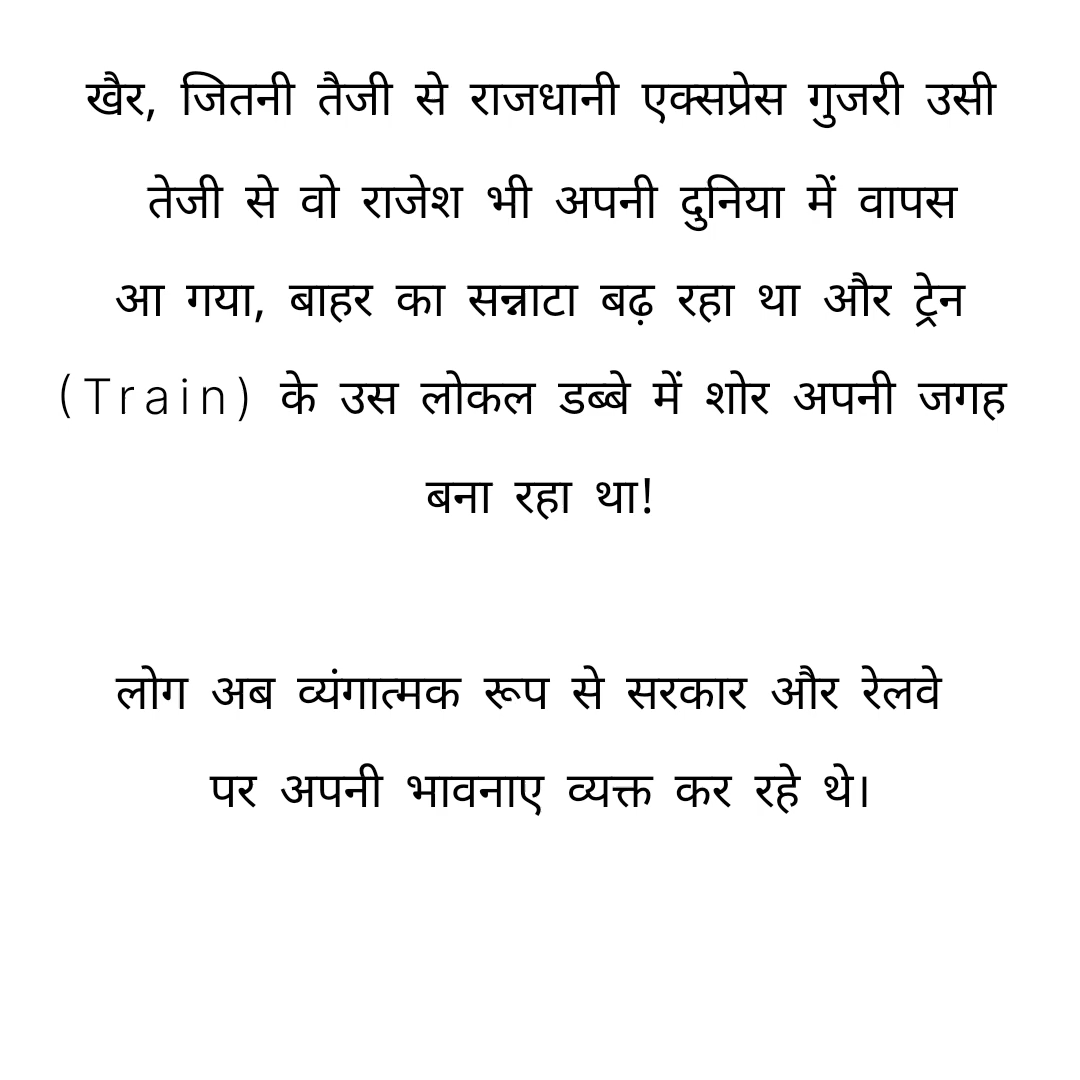 खैर, जितनी तैजी से राजधानी एक्सप्रेस गुजरी उसी
तेजी से वो राजेश भी अपनी दुनिया में वापस
आ गया, बाहर का सन्नाटा बढ़ रहा था और ट्रेन
(Train) के उस लोकल डब्बे में शोर अपनी जगह
बना रहा था!
लोग अब व्यंगात्मक रूप से सरकार और रेलवे
पर अपनी भावनाए व्यक्त कर रहे थे।